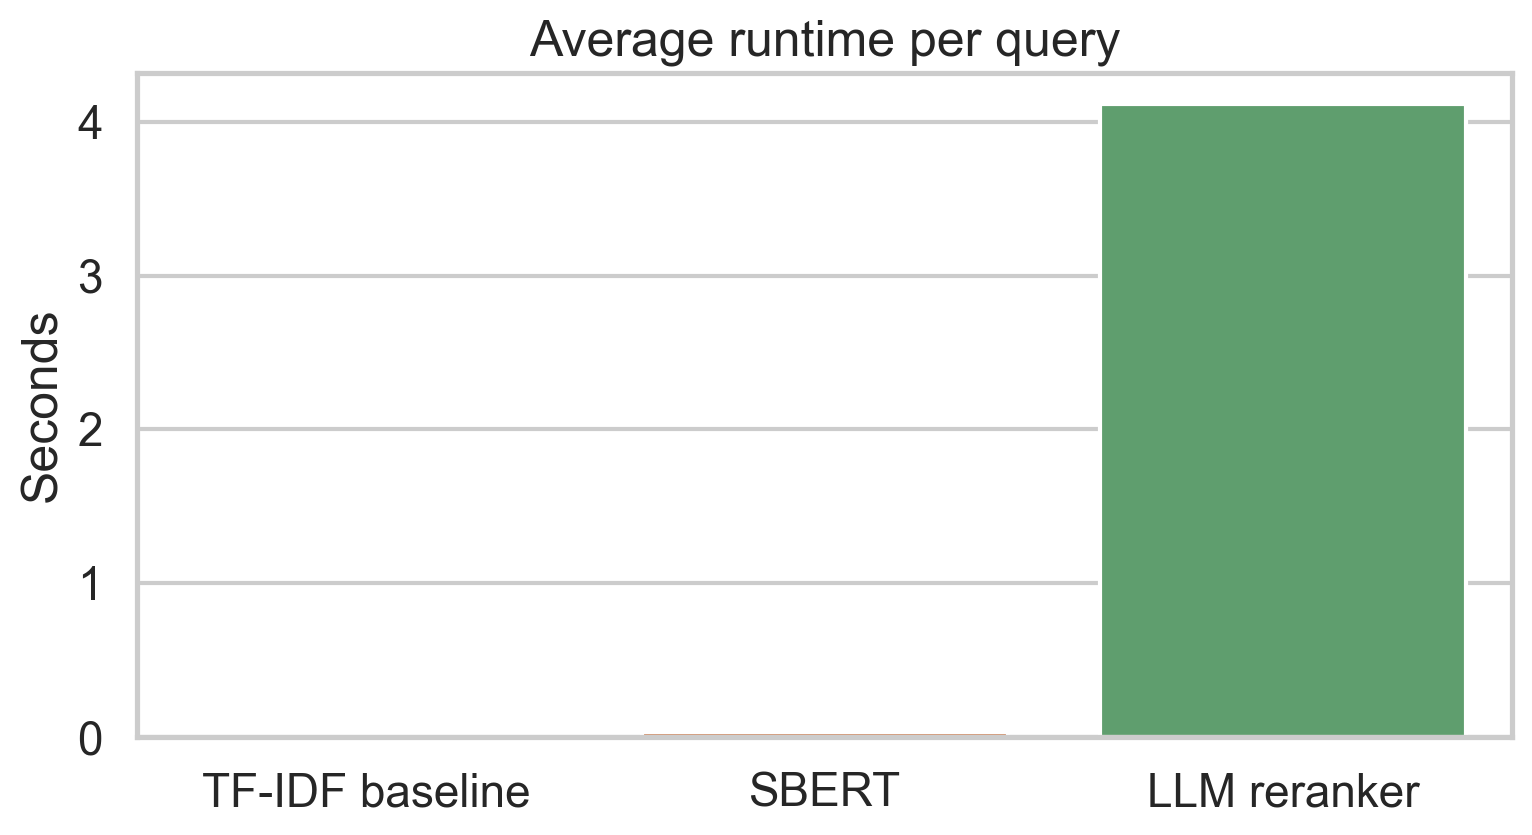 Average runtime per query
Seconds
4
3
2
1
0
TF-IDF baseline
SBERT
LLM reranker